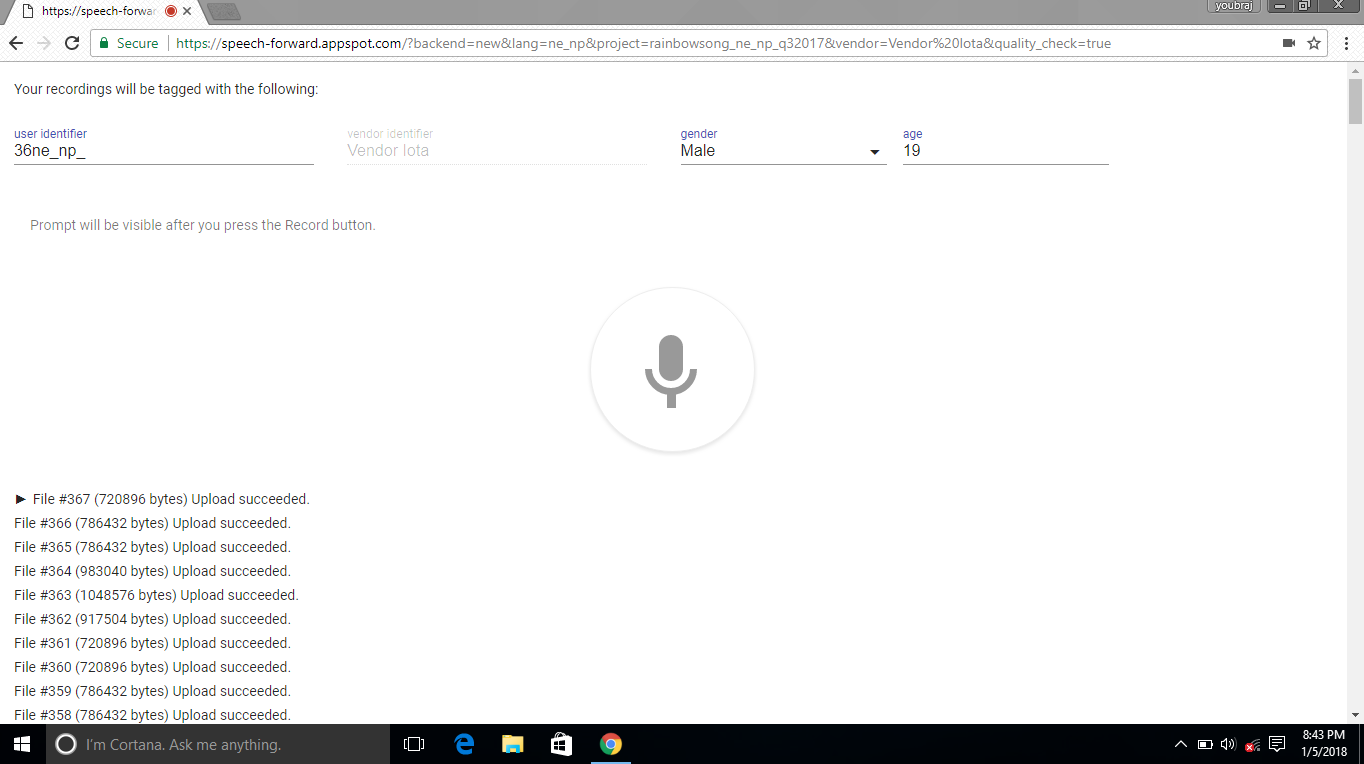 youbraj
https://speech-forwar
Secure
https://speech-forward.appspot.com/?backend=new&lang=ne_np&project=rainbowsong_ne_np_q32017&vendor=Vendor%20Iota&quality_check=true
Your recordings will be tagged with the following:
user identifier vendor identifier gender age
36ne_np_ Vendor Iota Male 19
Prompt will be visible after you press the Record button.
► File #367 (720896 bytes) Upload succeeded.
File #366 (786432 bytes) Upload succeeded.
File #365 (786432 bytes) Upload succeeded.
File #364 (983040 bytes) Upload succeeded.
File #363 (1048576 bytes) Upload succeeded.
File #362 (917504 bytes) Upload succeeded.
File #361 (720896 bytes) Upload succeeded.
File #360 (720896 bytes) Upload succeeded.
File #359 (786432 bytes) Upload succeeded.
File #358 (786432 bytes) Upload succeeded.
I'm Cortana. Ask me anything.
8:43 PM
1/5/2018